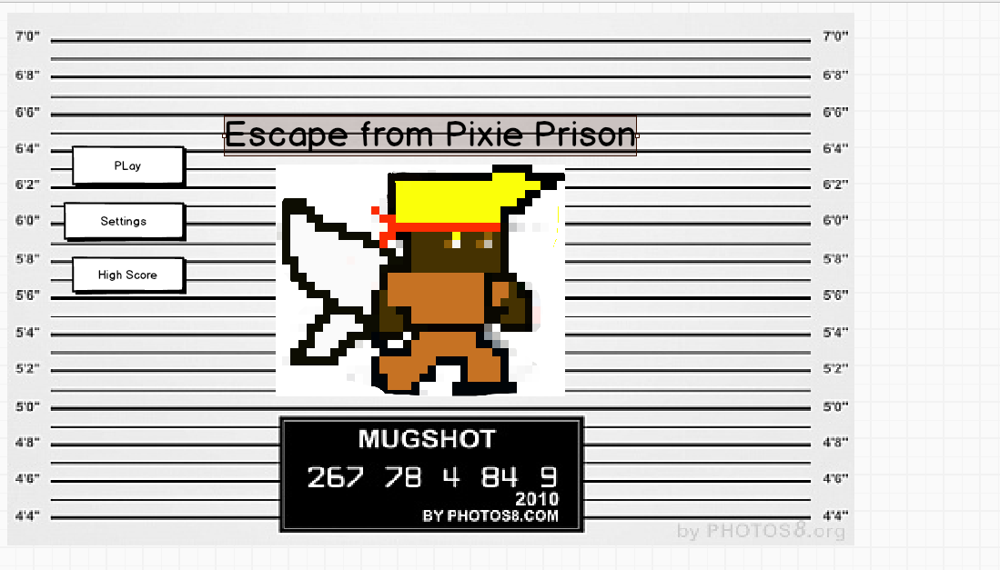 7'0" 7'0"
6'8" 6'8"
6'6" 6'6"
Escape from Pixie Prison
6'4" 6'4"
PLay
6'2" 6'2"
6'0" 6'0"
Settings
5'8" 5'8"
High Score
5'6" 5'6"
5'4" 5'4"
5'2" 5'2"
5'0" 5'0"
MUGSHOT
4'8" 4'8"
267 78 4 84 9
4'6" 4'6"
2010
BY PHOTOS8.COM
4'4" 4'4"
by PHOTOS8.org